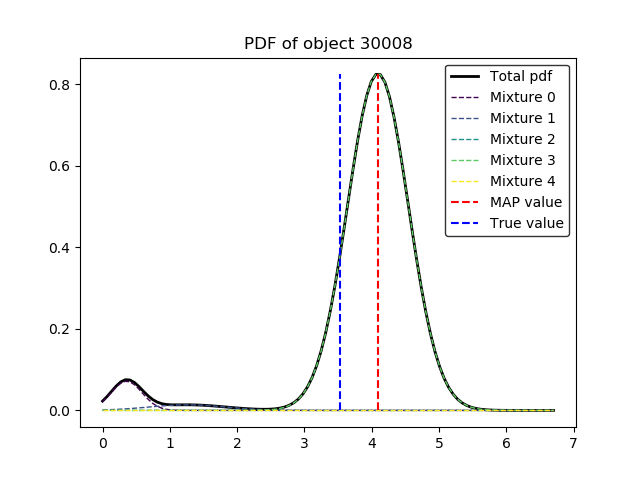 PDF of object 30008
0.8
0.6
0.4
0.2
0.0
0 1 2 3 4 5 6 7
Total pdf
Mixture 0
Mixture 1
Mixture 2
Mixture 3
Mixture 4
MAP value
True value